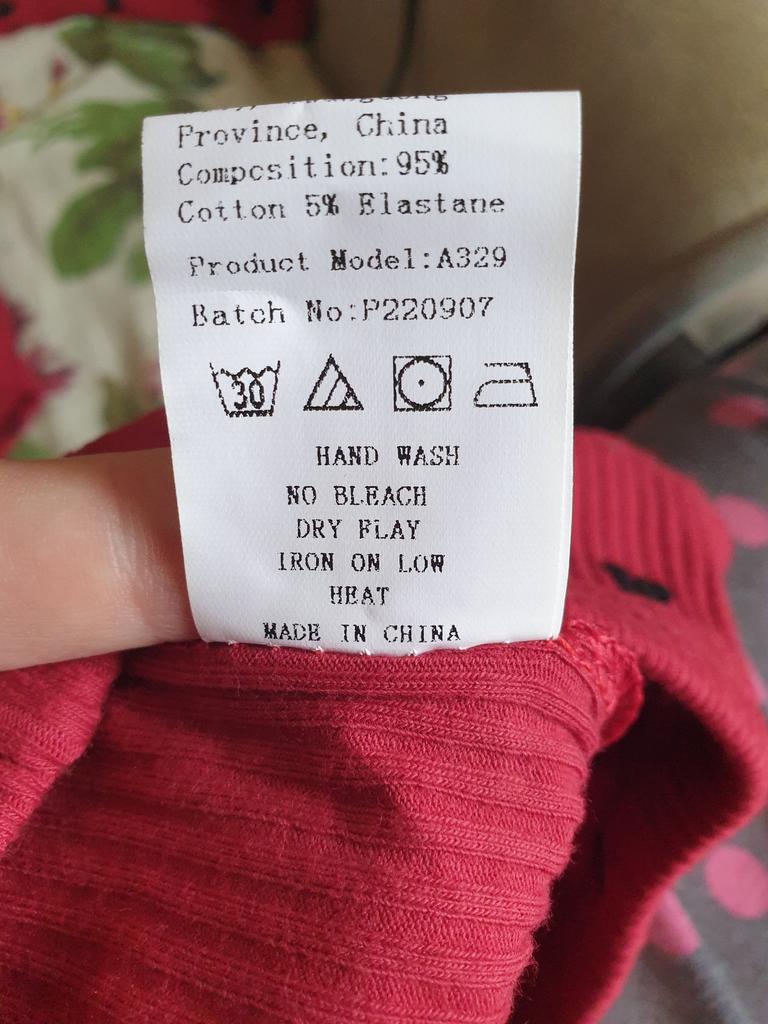 Province, China
Composition:95%
Cotton 5% Elastane
Product Model:A329
Batch No:P220907
30
HAND WASH
NO BLEACH
DRY FLAY
IRON ON LOW
HEAT
MADE IN CHINA